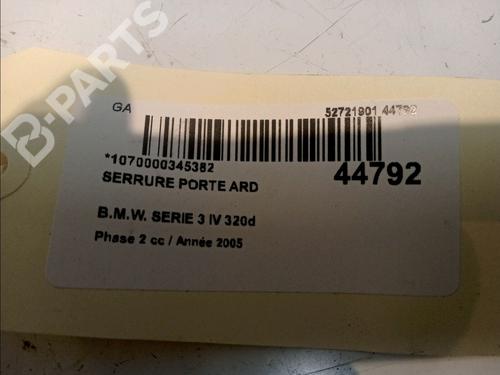 B-PARTS
GA
52721901 44792
*1070000345382
SERRURE PORTE ARD
44792
B.M.W. SERIE 3 IV 320d
Phase 2 cc / Année 2005